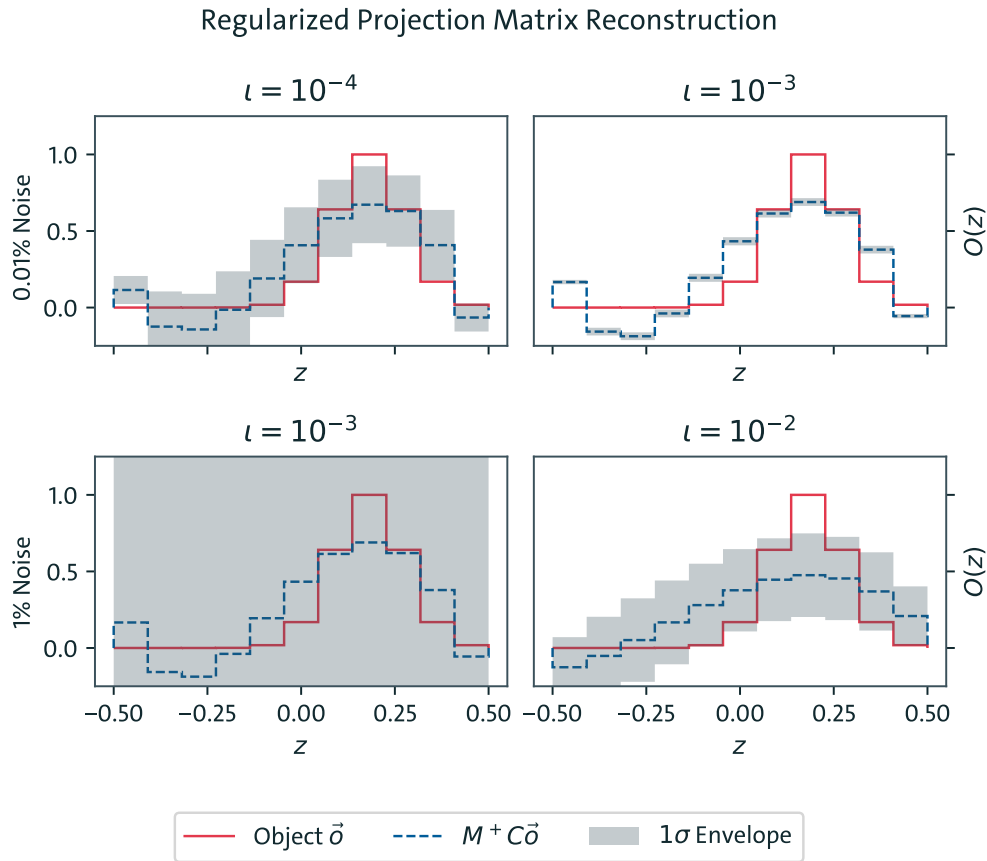 Regularized Projection Matrix Reconstruction
ι = 10⁻⁴
ι = 10⁻³
0.01% Noise
1.0
0.5
0.0
O(z)
z
z
ι = 10⁻³
ι = 10⁻²
1% Noise
1.0
0.5
0.0
O(z)
−0.50 −0.25 0.00 0.25 0.50
−0.50 −0.25 0.00 0.25 0.50
z
z
Object o⃗ M⁺Co⃗ 1σ Envelope